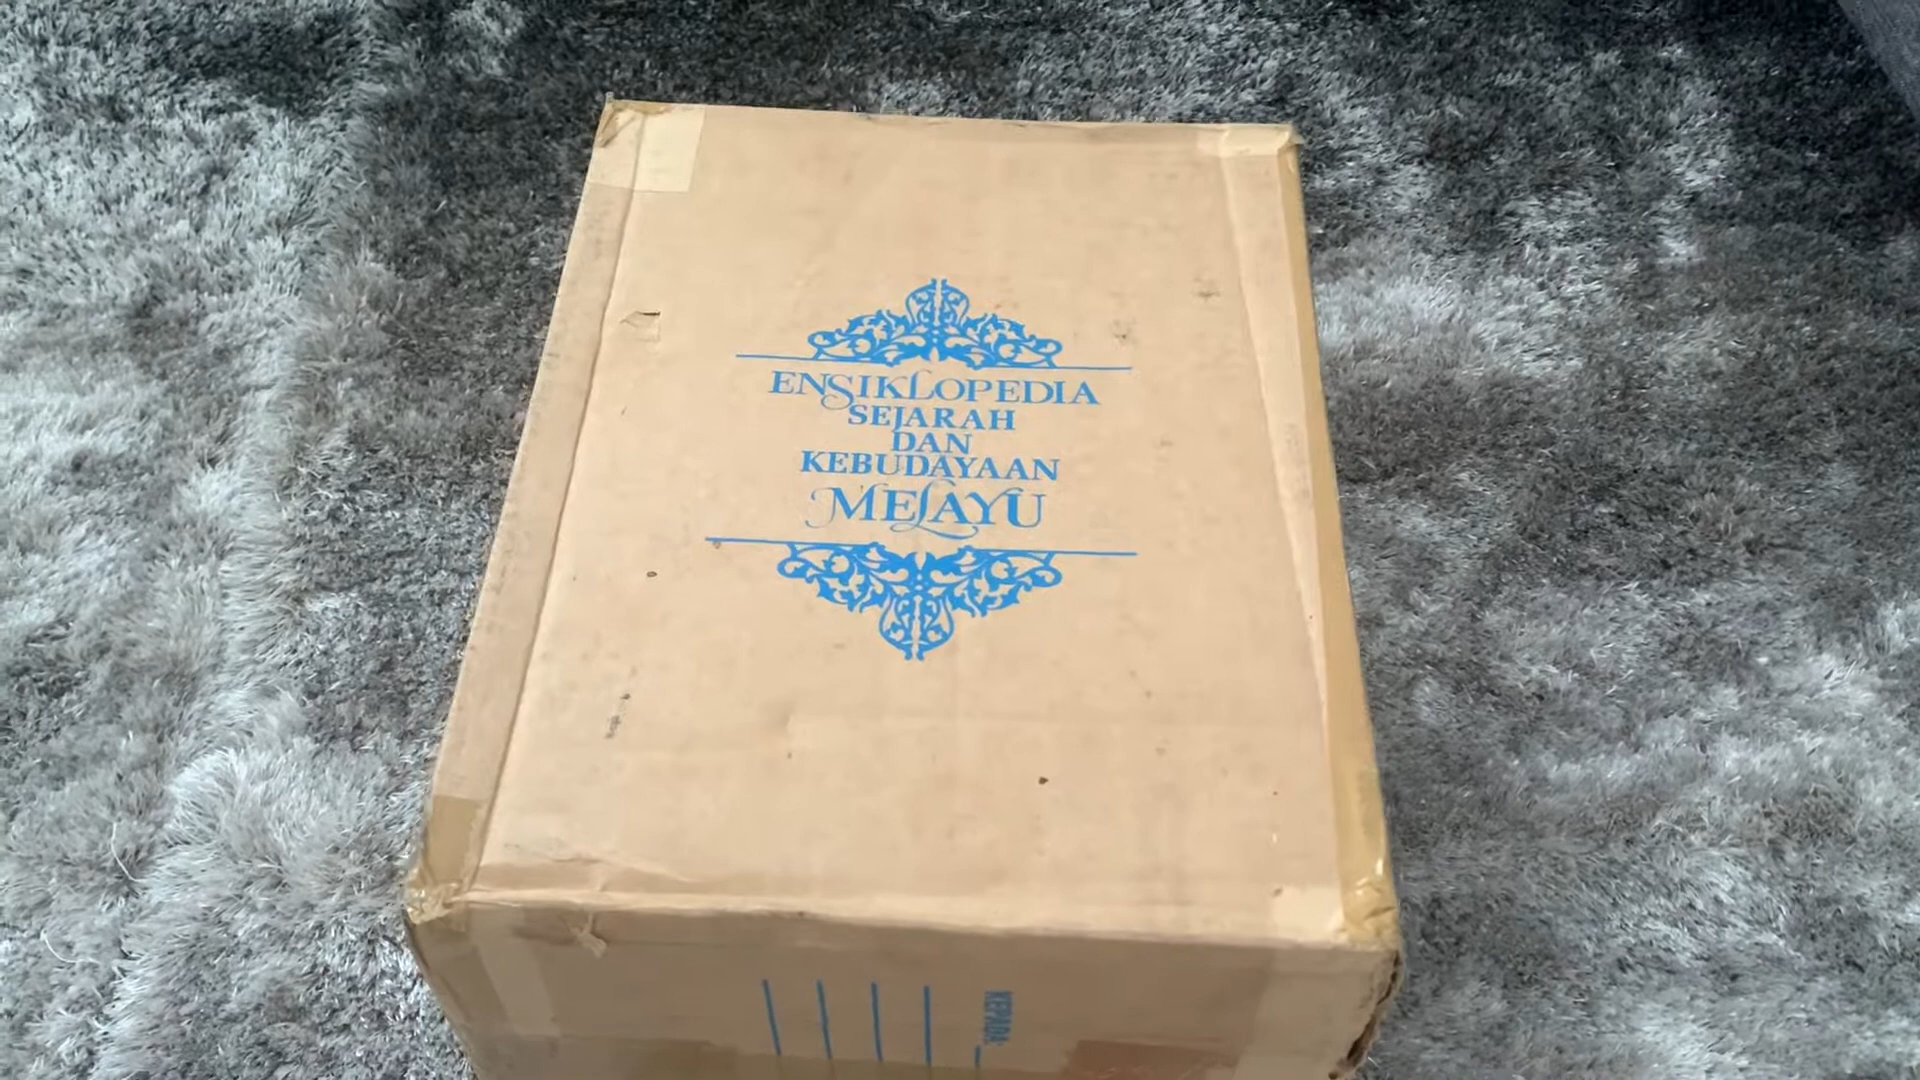 ENSIKLOPEDIA
SEJARAH
DAN
KEBUDAYAAN
MELAYU
KEPADA: